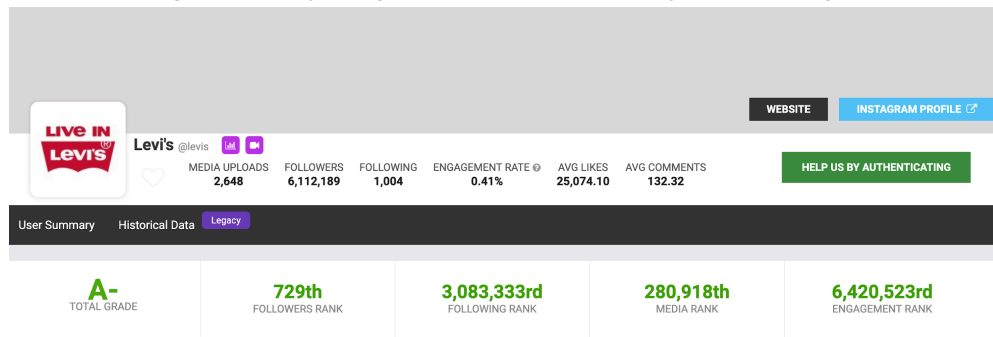 WEBSITE
INSTAGRAM PROFILE
LIVE IN
LEVI'S®
Levi's @levis
MEDIA UPLOADS FOLLOWERS FOLLOWING ENGAGEMENT RATE AVG LIKES AVG COMMENTS
2,648 6,112,189 1,004 0.41% 25,074.10 132.32
HELP US BY AUTHENTICATING
User Summary Historical Data Legacy
A- 729th 3,083,333rd 280,918th 6,420,523rd
TOTAL GRADE FOLLOWERS RANK FOLLOWING RANK MEDIA RANK ENGAGEMENT RANK